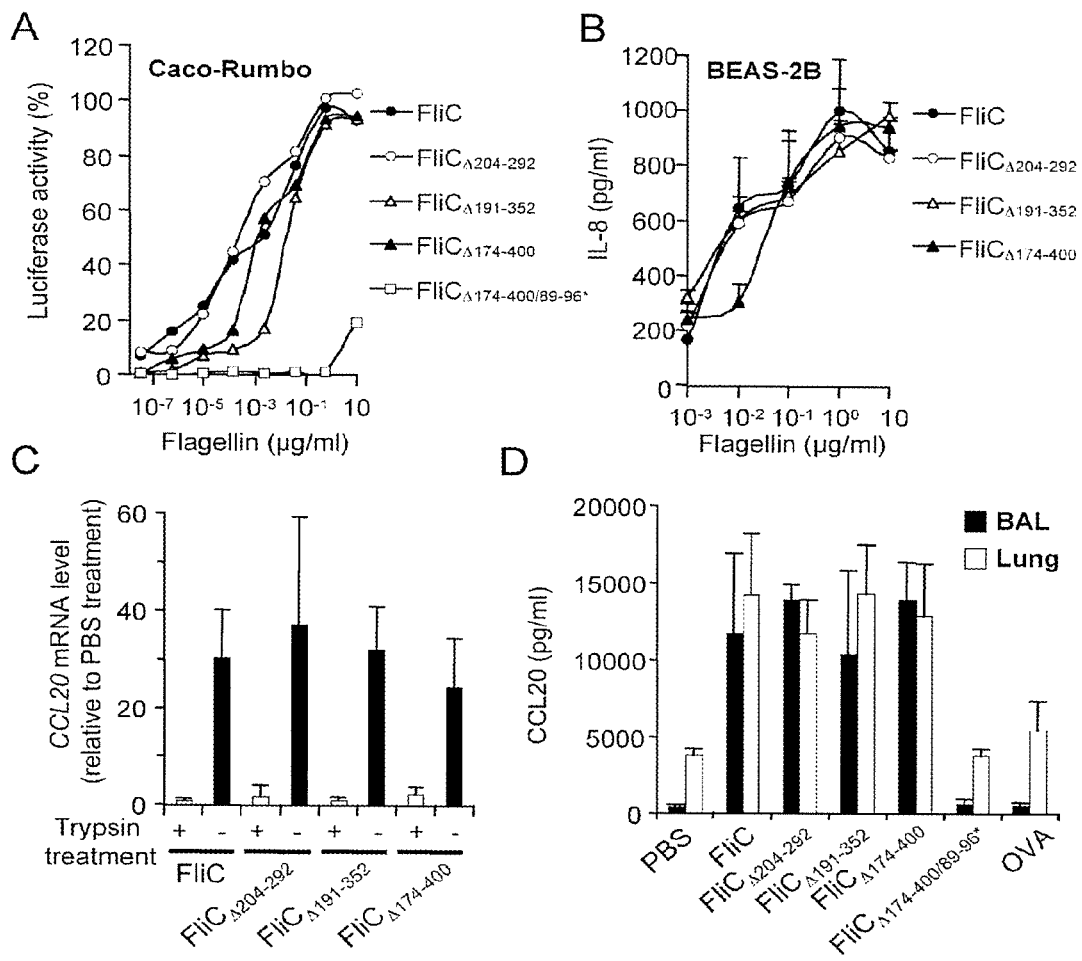 A
Caco-Rumbo
Luciferase activity (%)
120
100
80
60
40
20
0
10-7
10-5
10-3
10-1
10
Flagellin (µg/ml)
FliC
FliCΔ204-292
FliCΔ191-352
FliCΔ174-400
FliCΔ174-400/89-96*
B
BEAS-2B
IL-8 (pg/ml)
1200
1000
800
600
400
200
0
10-3
10-2
10-1
100
10
Flagellin (µg/ml)
FliC
FliCΔ204-292
FliCΔ191-352
FliCΔ174-400
C
CCL20 mRNA level
(relative to PBS treatment)
60
40
20
0
Trypsin + - + - + - + -
treatment
FliC
FliCΔ204-292
FliCΔ191-352
FliCΔ174-400
D
CCL20 (pg/ml)
20000
15000
10000
5000
0
BAL
Lung
PBS
FliC
FliCΔ204-292
FliCΔ191-352
FliCΔ174-400
FliCΔ174-400/89-96*
OVA